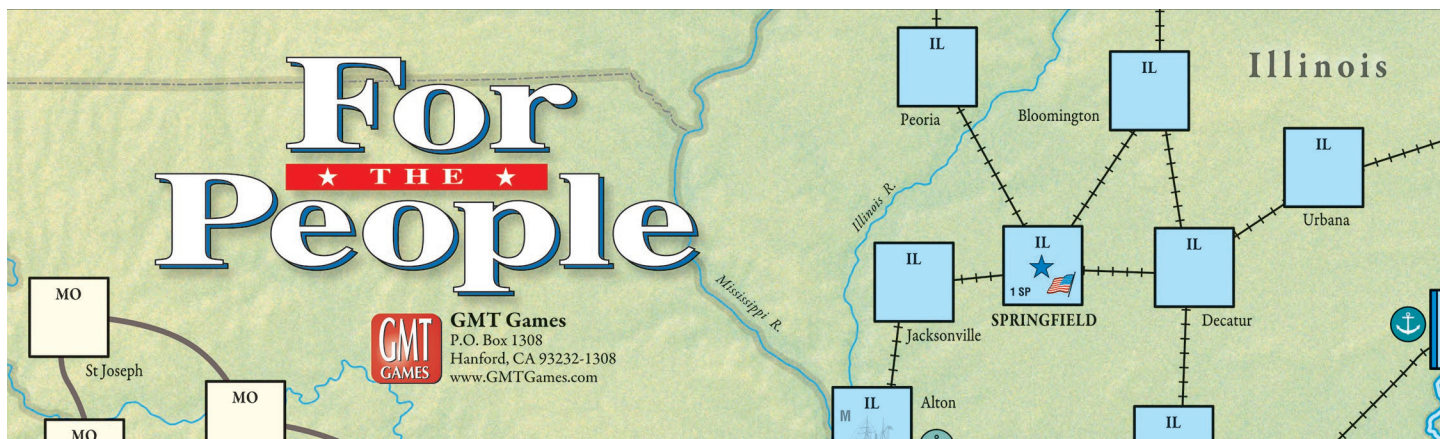 For
★ THE ★
People
GMT
GAMES
GMT Games
P.O. Box 1308
Hanford, CA 93232-1308
www.GMTGames.com
MO
St Joseph
MO
MO
Mississippi R.
Illinois R.
Illinois
IL
Peoria
IL
Bloomington
IL
Urbana
IL
Jacksonville
IL
1 SP
SPRINGFIELD
IL
Decatur
M
IL
Alton
IL